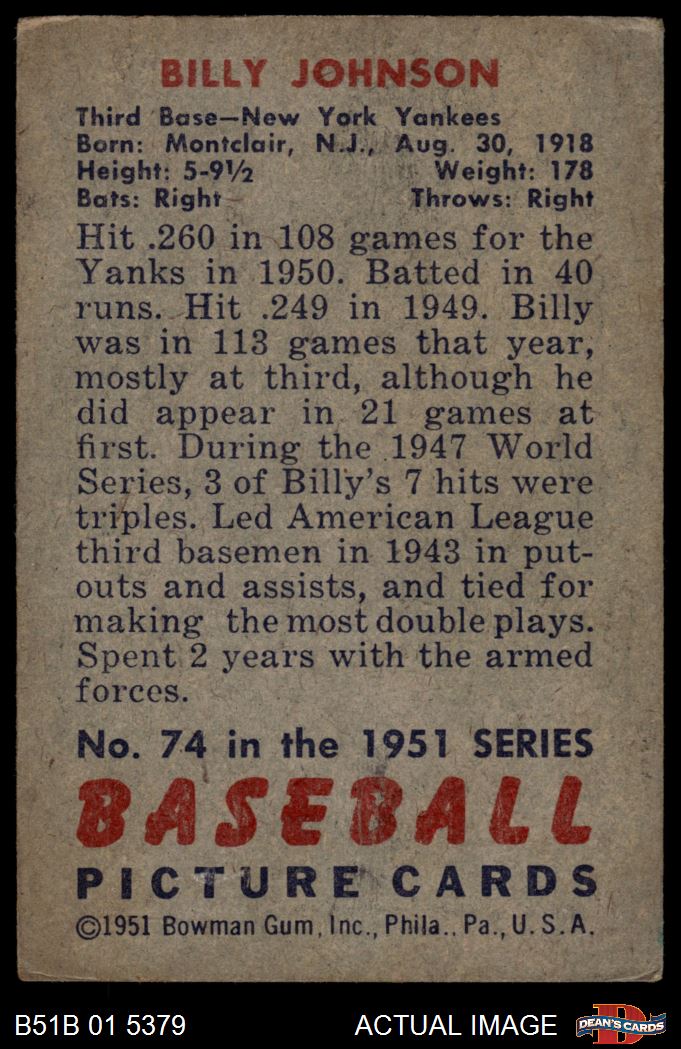 BILLY JOHNSON
Third Base—New York Yankees
Born: Montclair, N.J., Aug. 30, 1918
Height: 5-9½ Weight: 178
Bats: Right Throws: Right
Hit .260 in 108 games for the
Yanks in 1950. Batted in 40
runs. Hit .249 in 1949. Billy
was in 113 games that year,
mostly at third, although he
did appear in 21 games at
first. During the 1947 World
Series, 3 of Billy's 7 hits were
triples. Led American League
third basemen in 1943 in put-
outs and assists, and tied for
making the most double plays.
Spent 2 years with the armed
forces.
No. 74 in the 1951 SERIES
BASEBALL
PICTURE CARDS
©1951 Bowman Gum, Inc., Phila., Pa., U.S.A.
B51B 01 5379 ACTUAL IMAGE
DEAN'S CARDS